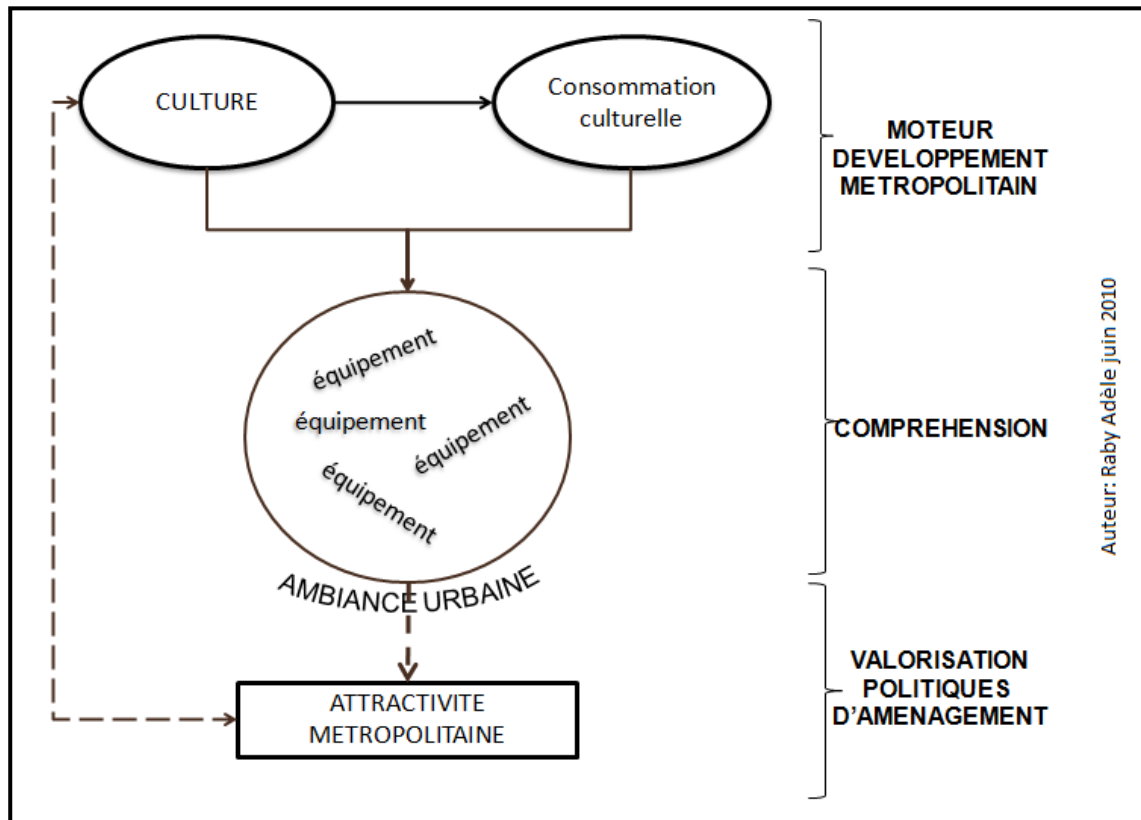 CULTURE
Consommation
culturelle
MOTEUR
DEVELOPPEMENT
METROPOLITAIN
équipement
équipement
équipement
équipement
AMBIANCE URBAINE
COMPREHENSION
ATTRACTIVITE
METROPOLITAINE
VALORISATION
POLITIQUES
D'AMENAGEMENT
Auteur: Raby Adèle juin 2010